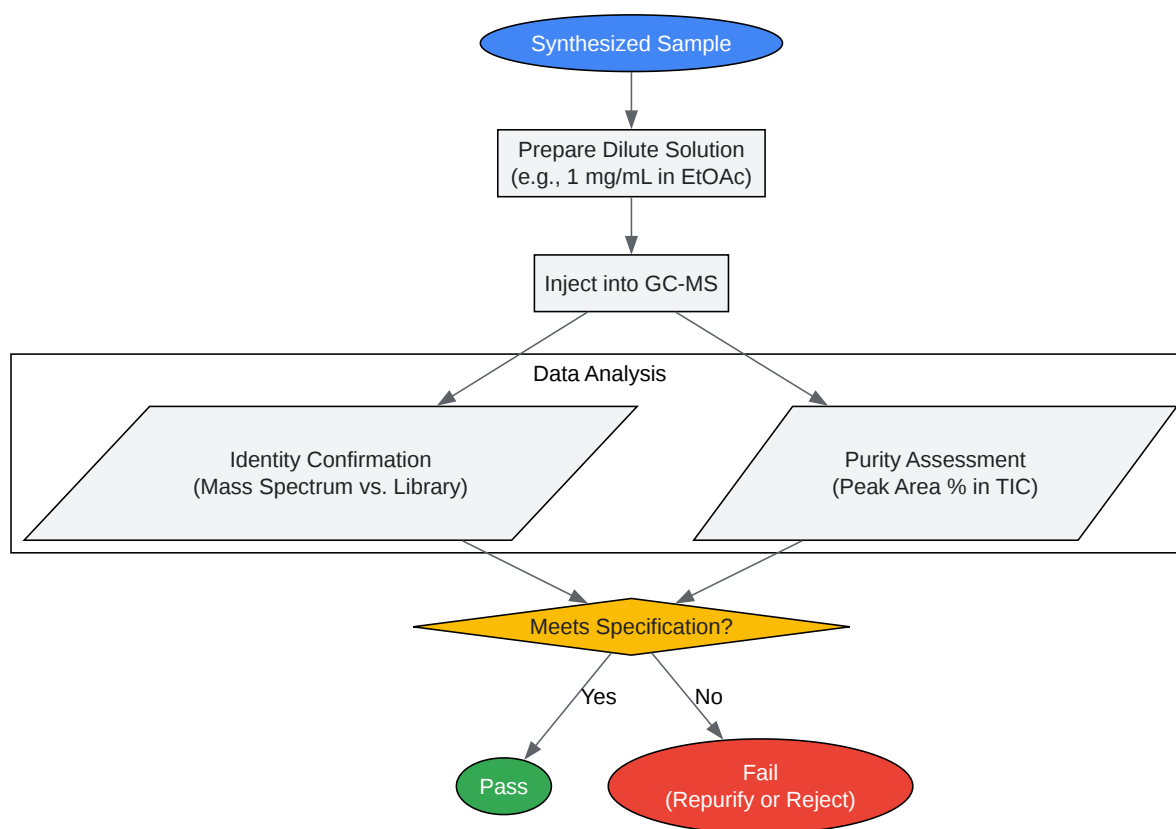 Synthesized Sample
Prepare Dilute Solution
(e.g., 1 mg/mL in EtOAc)
Inject into GC-MS
Data Analysis
Identity Confirmation
(Mass Spectrum vs. Library)
Purity Assessment
(Peak Area % in TIC)
Meets Specification?
Yes
No
Pass
Fail
(Repurify or Reject)